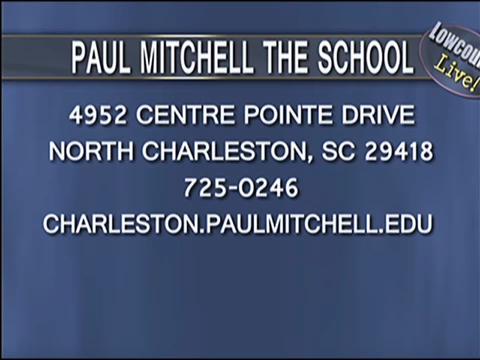 PAUL MITCHELL THE SCHOOL
Live!
4952 CENTRE POINTE DRIVE
NORTH CHARLESTON, SC 29418
725-0246
CHARLESTON.PAULMITCHELL.EDU